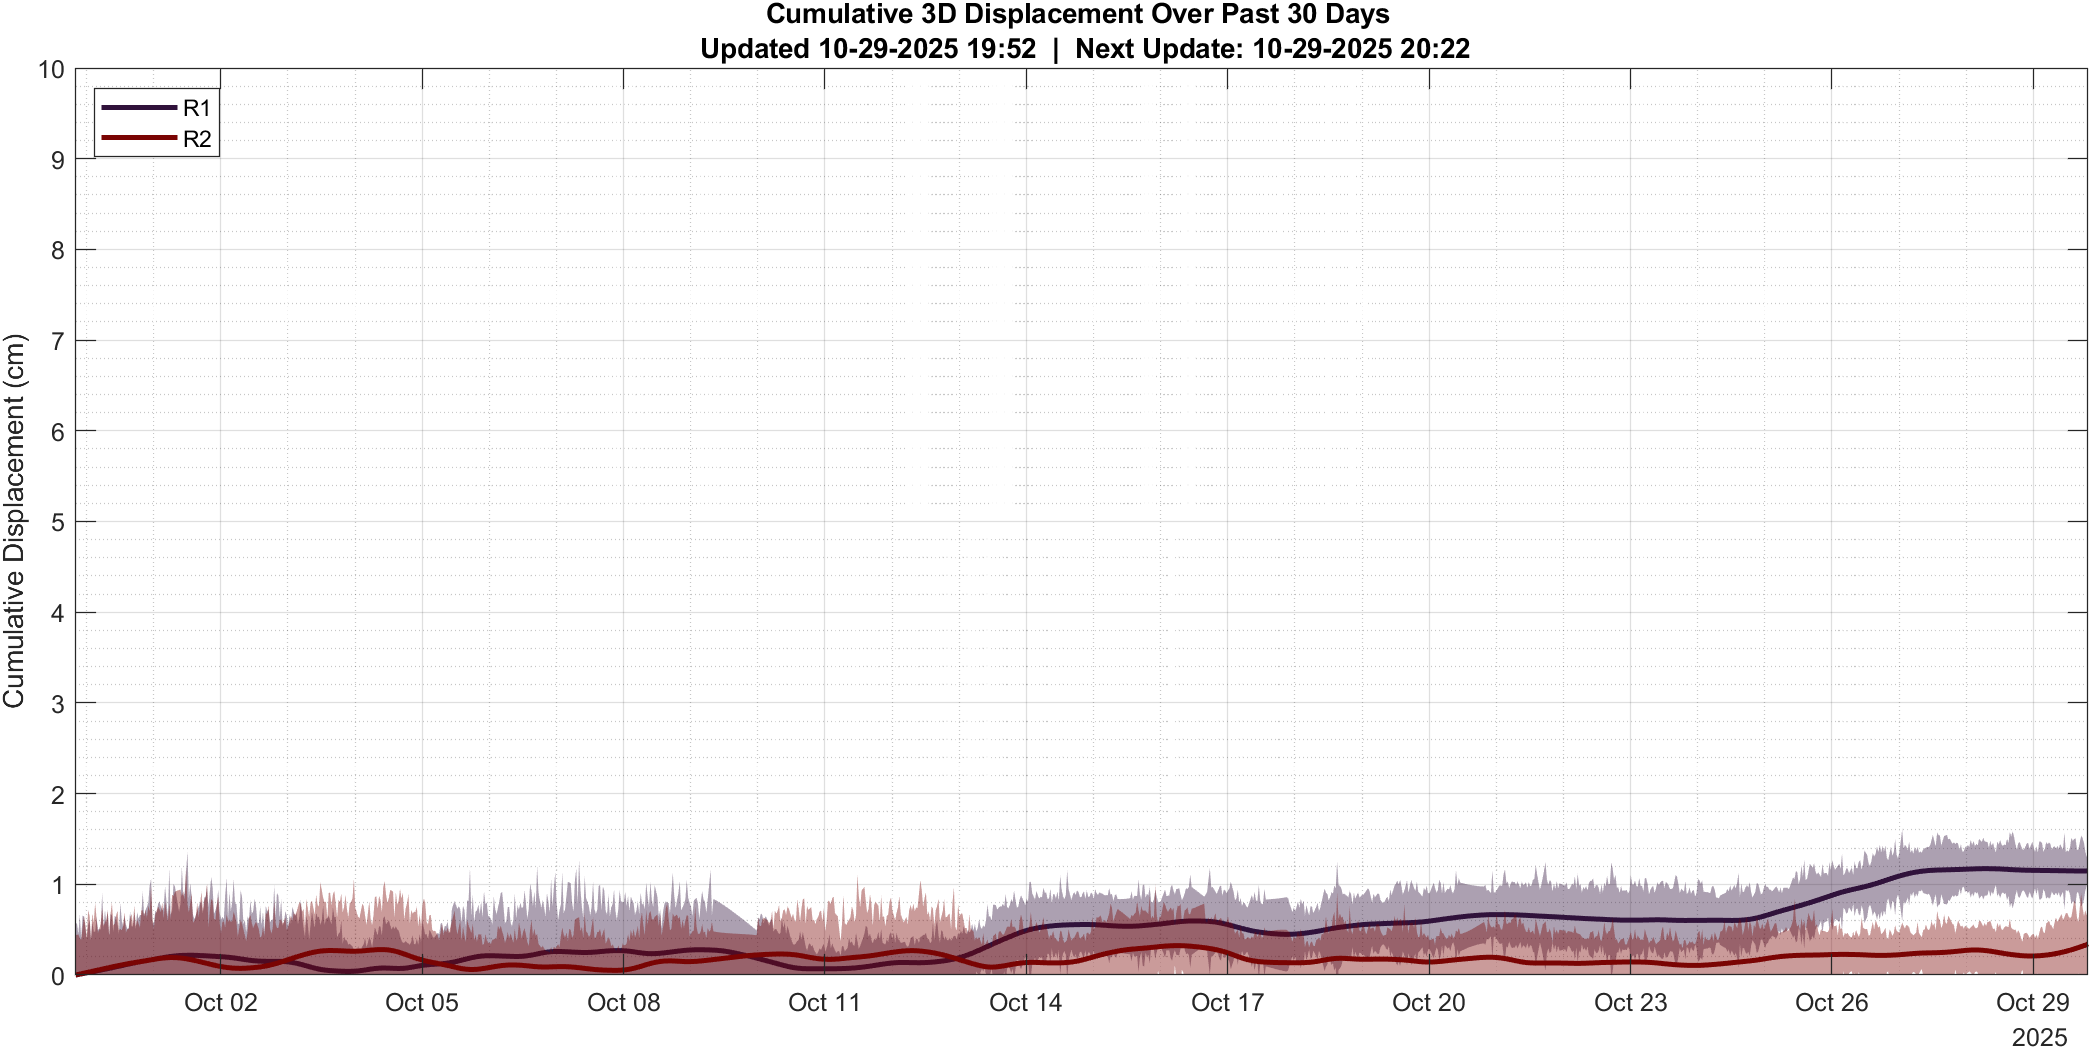 Cumulative 3D Displacement Over Past 30 Days
Updated 10-29-2025 19:52 | Next Update: 10-29-2025 20:22
R1
R2
Cumulative Displacement (cm)
10
9
8
7
6
5
4
3
2
1
0
Oct 02 Oct 05 Oct 08 Oct 11 Oct 14 Oct 17 Oct 20 Oct 23 Oct 26 Oct 29
2025